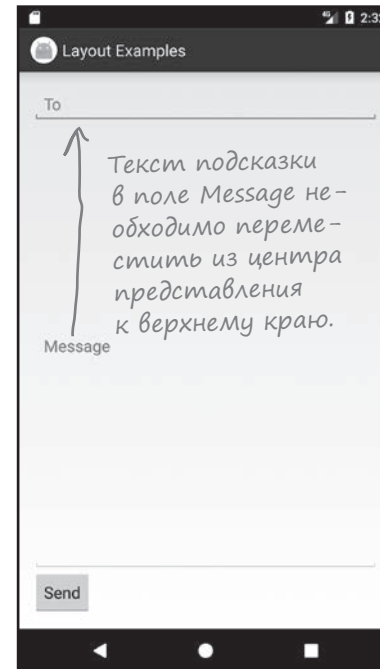 2:32
Layout Examples
To
Текст подсказки
в поле Message не-
обходимо переме-
стить из центра
представления
к верхнему краю.
Message
Send